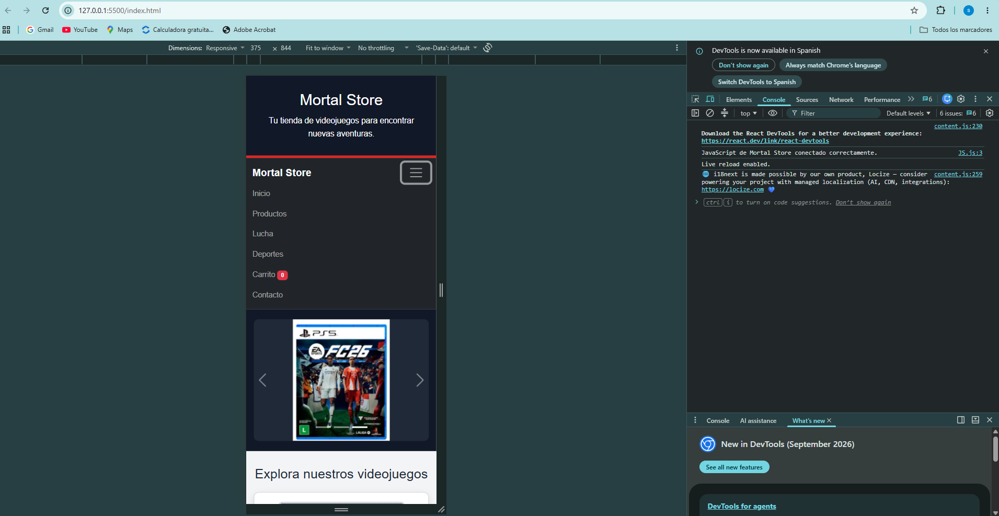 127.0.0.1:5500/index.html
S
Gmail
YouTube
Maps
Calculadora gratuita...
Adobe Acrobat
Todos los marcadores
Dimensions: Responsive 375 × 844 Fit to window No throttling 'Save-Data': default
DevTools is now available in Spanish
Don't show again
Always match Chrome's language
Switch DevTools to Spanish
Elements Console Sources Network Performance 6
top Filter Default levels 6 issues: 6
content.js:230
Download the React DevTools for a better development experience:
https://react.dev/link/react-devtools
JavaScript de Mortal Store conectado correctamente. JS.js:3
Live reload enabled.
🌐 i18next is made possible by our own product, Locize — consider content.js:259
powering your project with managed localization (AI, CDN, integrations):
https://locize.com 💙
ctrl i to turn on code suggestions. Don't show again
Mortal Store
Tu tienda de videojuegos para encontrar
nuevas aventuras.
Mortal Store
Inicio
Productos
Lucha
Deportes
Carrito 0
Contacto
PS5
EA SPORTS FC26
L
LALIGA
Explora nuestros videojuegos
Console AI assistance What's new
New in DevTools (September 2026)
See all new features
DevTools for agents